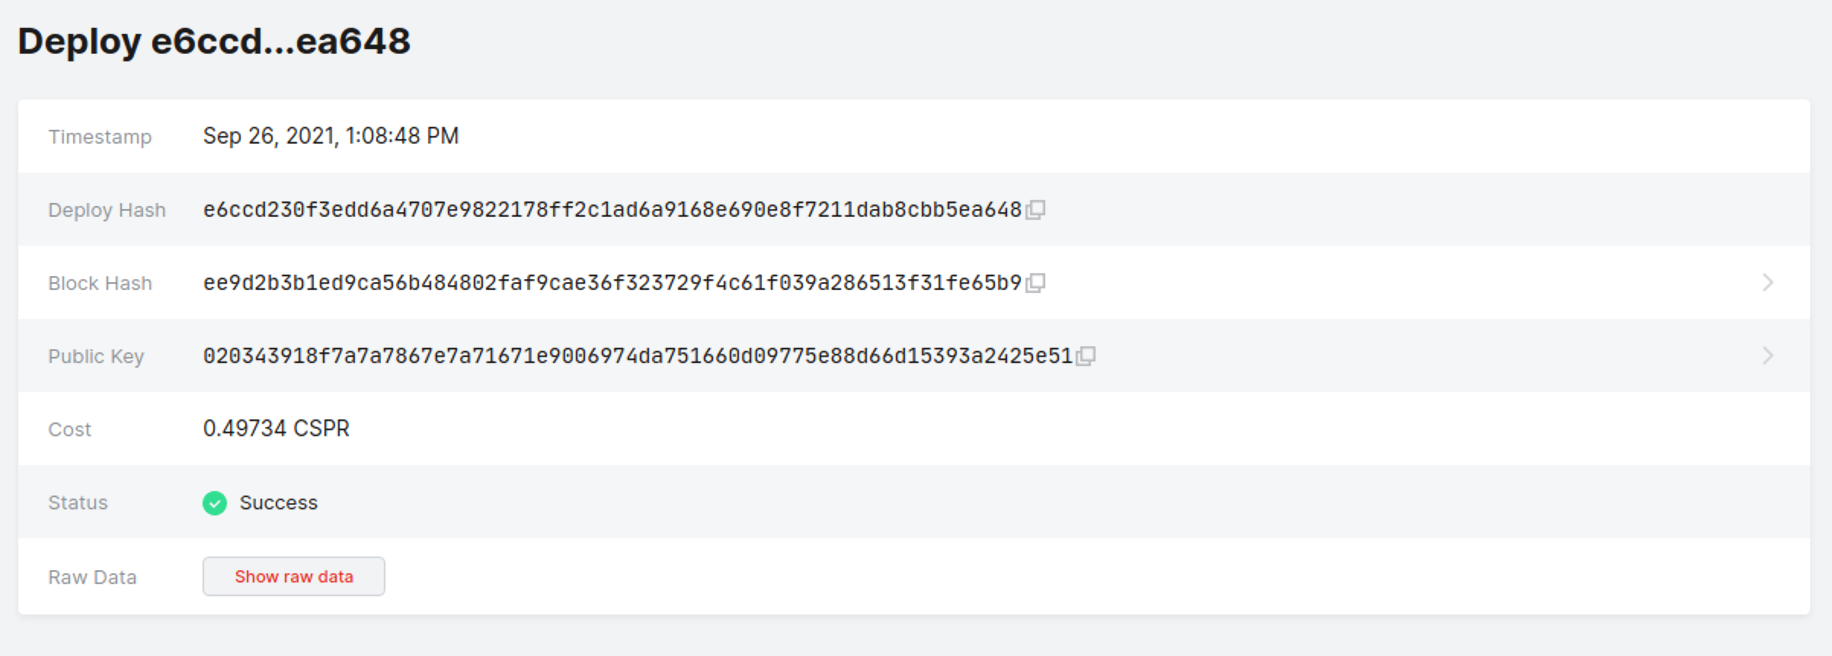 Deploy e6ccd...ea648
Timestamp Sep 26, 2021, 1:08:48 PM
Deploy Hash e6ccd230f3edd6a4707e9822178ff2c1ad6a9168e690e8f7211dab8cbb5ea648
Block Hash ee9d2b3b1ed9ca56b484802faf9cae36f323729f4c61f039a286513f31fe65b9
Public Key 020343918f7a7a7867e7a71671e9006974da751660d09775e88d66d15393a2425e51
Cost 0.49734 CSPR
Status Success
Raw Data Show raw data